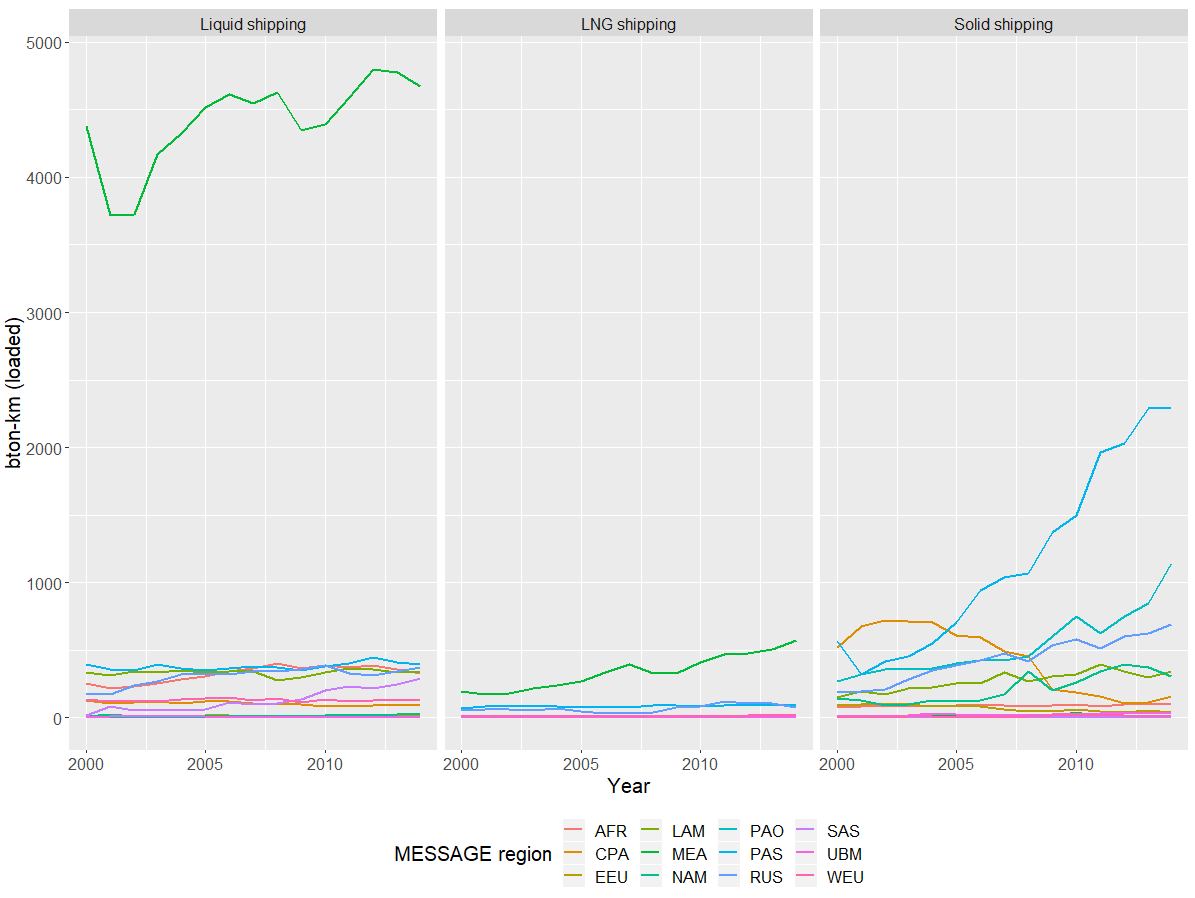 Liquid shipping LNG shipping Solid shipping
5000
4000
3000
2000
1000
0
bton-km (loaded)
2000 2005 2010 2000 2005 2010 2000 2005 2010
Year
MESSAGE region
AFR LAM PAO SAS
CPA MEA PAS UBM
EEU NAM RUS WEU